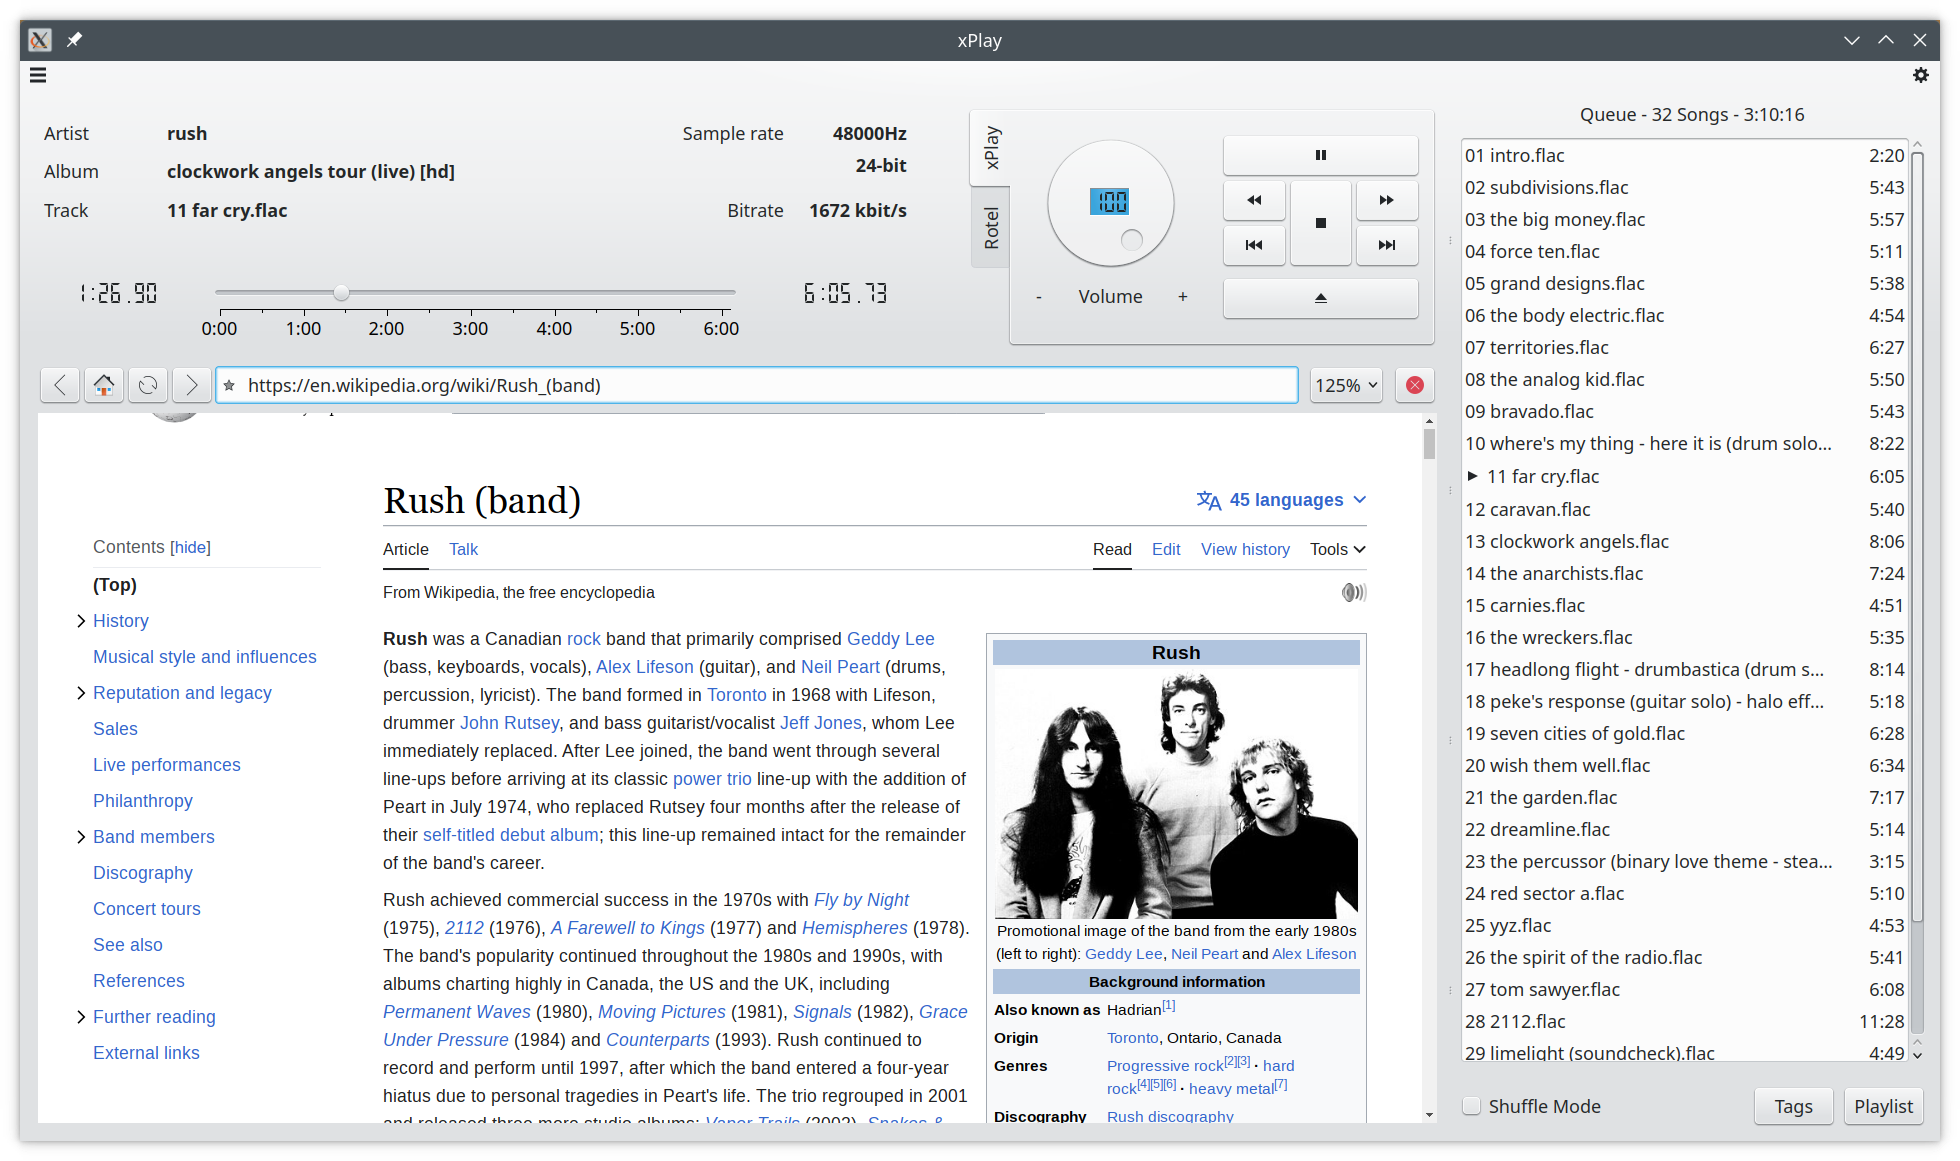 xPlay
Artist rush
Album clockwork angels tour (live) [hd]
Track 11 far cry.flac
Sample rate 48000Hz
24-bit
Bitrate 1672 kbit/s
1:26.90
6:05.73
0:00 1:00 2:00 3:00 4:00 5:00 6:00
xPlay
Rotel
100
- Volume +
https://en.wikipedia.org/wiki/Rush_(band)
125%
Rush (band)
45 languages
Article Talk
Read Edit View history Tools
From Wikipedia, the free encyclopedia
Contents [hide]
(Top)
History
Musical style and influences
Reputation and legacy
Sales
Live performances
Philanthropy
Band members
Discography
Concert tours
See also
References
Further reading
External links
Rush was a Canadian rock band that primarily comprised Geddy Lee
(bass, keyboards, vocals), Alex Lifeson (guitar), and Neil Peart (drums,
percussion, lyricist). The band formed in Toronto in 1968 with Lifeson,
drummer John Rutsey, and bass guitarist/vocalist Jeff Jones, whom Lee
immediately replaced. After Lee joined, the band went through several
line-ups before arriving at its classic power trio line-up with the addition of
Peart in July 1974, who replaced Rutsey four months after the release of
their self-titled debut album; this line-up remained intact for the remainder
of the band's career.
Rush achieved commercial success in the 1970s with Fly by Night
(1975), 2112 (1976), A Farewell to Kings (1977) and Hemispheres (1978).
The band's popularity continued throughout the 1980s and 1990s, with
albums charting highly in Canada, the US and the UK, including
Permanent Waves (1980), Moving Pictures (1981), Signals (1982), Grace
Under Pressure (1984) and Counterparts (1993). Rush continued to
record and perform until 1997, after which the band entered a four-year
hiatus due to personal tragedies in Peart's life. The trio regrouped in 2001
and released three more studio albums: Vapor Trails (2002), Snakes &
Rush
Promotional image of the band from the early 1980s
(left to right): Geddy Lee, Neil Peart and Alex Lifeson
Background information
Also known as Hadrian[1]
Origin Toronto, Ontario, Canada
Genres Progressive rock[2][3] · hard
rock[4][5][6] · heavy metal[7]
Discography Rush discography
Queue - 32 Songs - 3:10:16
01 intro.flac 2:20
02 subdivisions.flac 5:43
03 the big money.flac 5:57
04 force ten.flac 5:11
05 grand designs.flac 5:38
06 the body electric.flac 4:54
07 territories.flac 6:27
08 the analog kid.flac 5:50
09 bravado.flac 5:43
10 where's my thing - here it is (drum solo... 8:22
11 far cry.flac 6:05
12 caravan.flac 5:40
13 clockwork angels.flac 8:06
14 the anarchists.flac 7:24
15 carnies.flac 4:51
16 the wreckers.flac 5:35
17 headlong flight - drumbastica (drum s... 8:14
18 peke's response (guitar solo) - halo eff... 5:18
19 seven cities of gold.flac 6:28
20 wish them well.flac 6:34
21 the garden.flac 7:17
22 dreamline.flac 5:14
23 the percussor (binary love theme - stea... 3:15
24 red sector a.flac 5:10
25 yyz.flac 4:53
26 the spirit of the radio.flac 5:41
27 tom sawyer.flac 6:08
28 2112.flac 11:28
29 limelight (soundcheck).flac 4:49
Shuffle Mode
Tags
Playlist